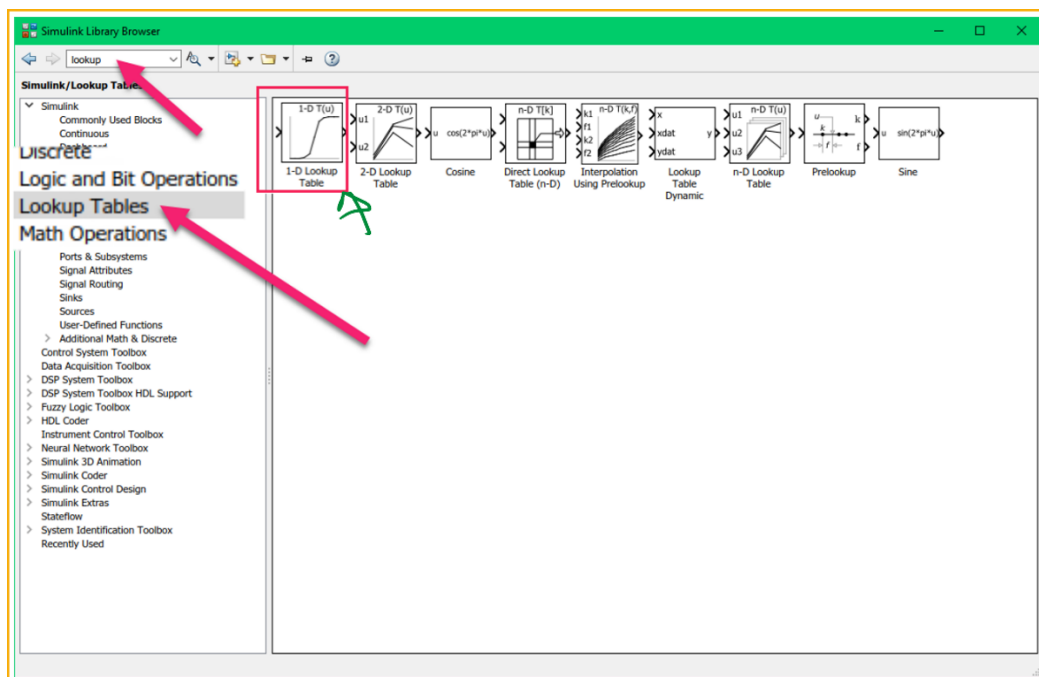 Simulink Library Browser
lookup
Simulink/Lookup Tables
Simulink
Commonly Used Blocks
Continuous
Discrete
Logic and Bit Operations
Lookup Tables
Math Operations
Ports & Subsystems
Signal Attributes
Signal Routing
Sinks
Sources
User-Defined Functions
Additional Math & Discrete
Control System Toolbox
Data Acquisition Toolbox
DSP System Toolbox
DSP System Toolbox HDL Support
Fuzzy Logic Toolbox
HDL Coder
Instrument Control Toolbox
Neural Network Toolbox
Simulink 3D Animation
Simulink Coder
Simulink Control Design
Simulink Extras
Stateflow
System Identification Toolbox
Recently Used
1-D T(u)
1-D Lookup
Table
2-D T(u)
u1
u2
2-D Lookup
Table
u cos(2*pi*u)
Cosine
n-D T[k]
Direct Lookup
Table (n-D)
n-D T(k,f)
k1
f1
k2
f2
Interpolation
Using Prelookup
x
xdat y
ydat
Lookup
Table
Dynamic
n-D T(u)
u1
u2
u3
n-D Lookup
Table
u
k
k
f
f
Prelookup
u sin(2*pi*u)
Sine